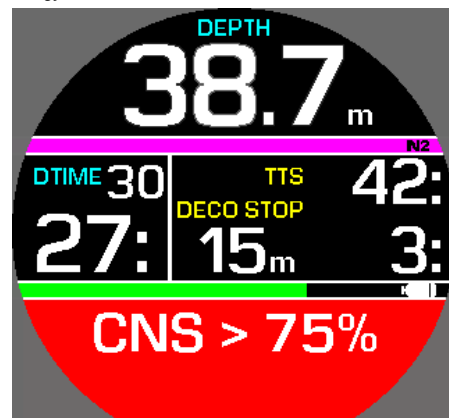 DEPTH
38.7 m
N2
DTIME 30
27:
TTS 42:
DECO STOP
15m 3:
CNS > 75%